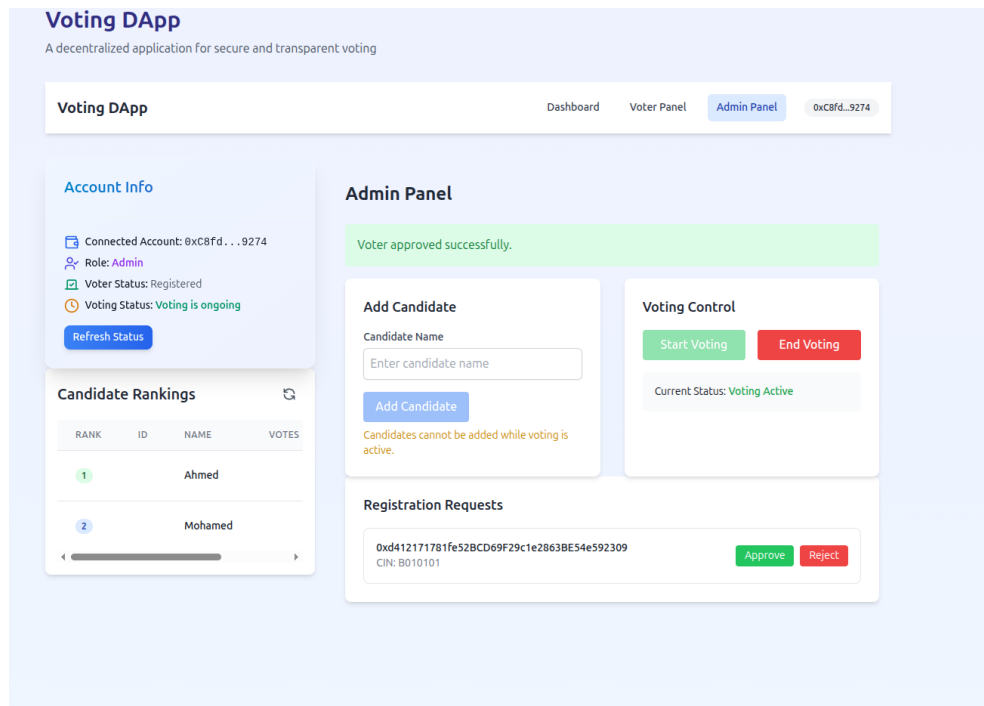 Voting DApp
A decentralized application for secure and transparent voting
Voting DApp
Dashboard
Voter Panel
Admin Panel
0xC8fd...9274
Account Info
Connected Account: 0xC8fd...9274
Role: Admin
Voter Status: Registered
Voting Status: Voting is ongoing
Refresh Status
Candidate Rankings
RANK ID NAME VOTES
1 Ahmed
2 Mohamed
Admin Panel
Voter approved successfully.
Add Candidate
Candidate Name
Enter candidate name
Add Candidate
Candidates cannot be added while voting is
active.
Voting Control
Start Voting
End Voting
Current Status: Voting Active
Registration Requests
0xd412171781fe52BCD69F29c1e2863BE54e592309
CIN: B010101
Approve
Reject